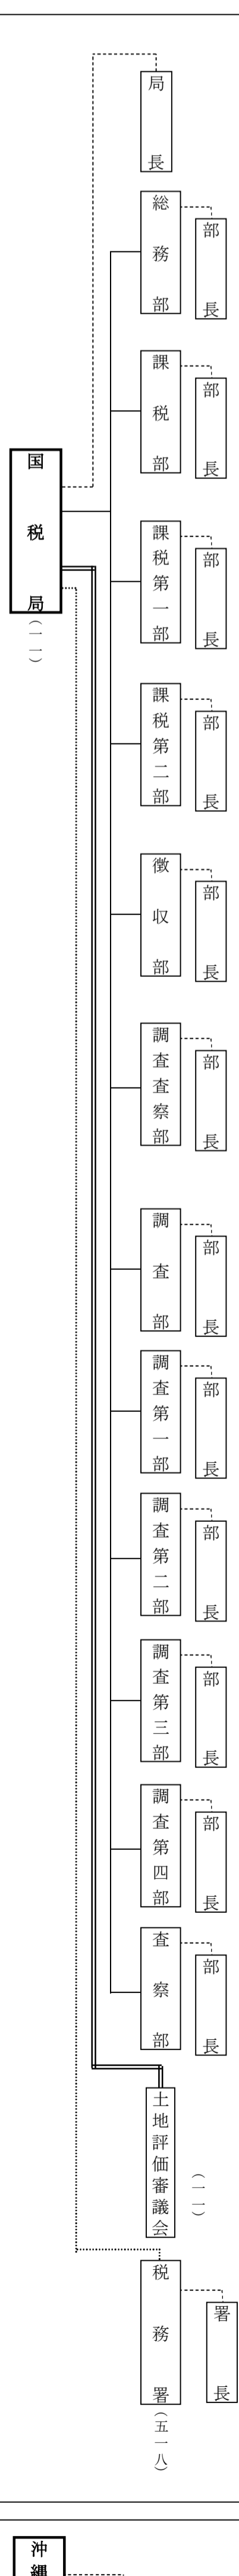 局長
総務部
部長
課税部
部長
課税第一部
部長
課税第二部
部長
徴収部
部長
調査査察部
部長
調査部
部長
調査第一部
部長
調査第二部
部長
調査第三部
部長
調査第四部
部長
査察部
部長
国税局
（一一）
土地評価審議会
（一一）
税務署
（五一八）
署長
沖縄